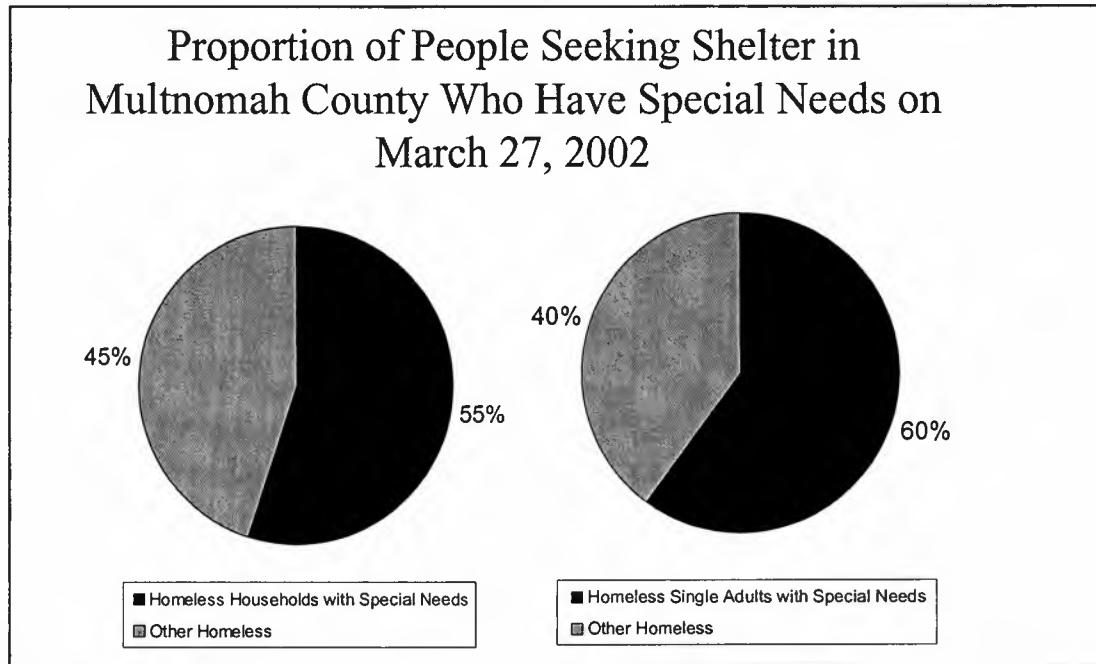 Proportion of People Seeking Shelter in
Multnomah County Who Have Special Needs on
March 27, 2002
45%
55%
40%
60%
Homeless Households with Special Needs
Other Homeless
Homeless Single Adults with Special Needs
Other Homeless